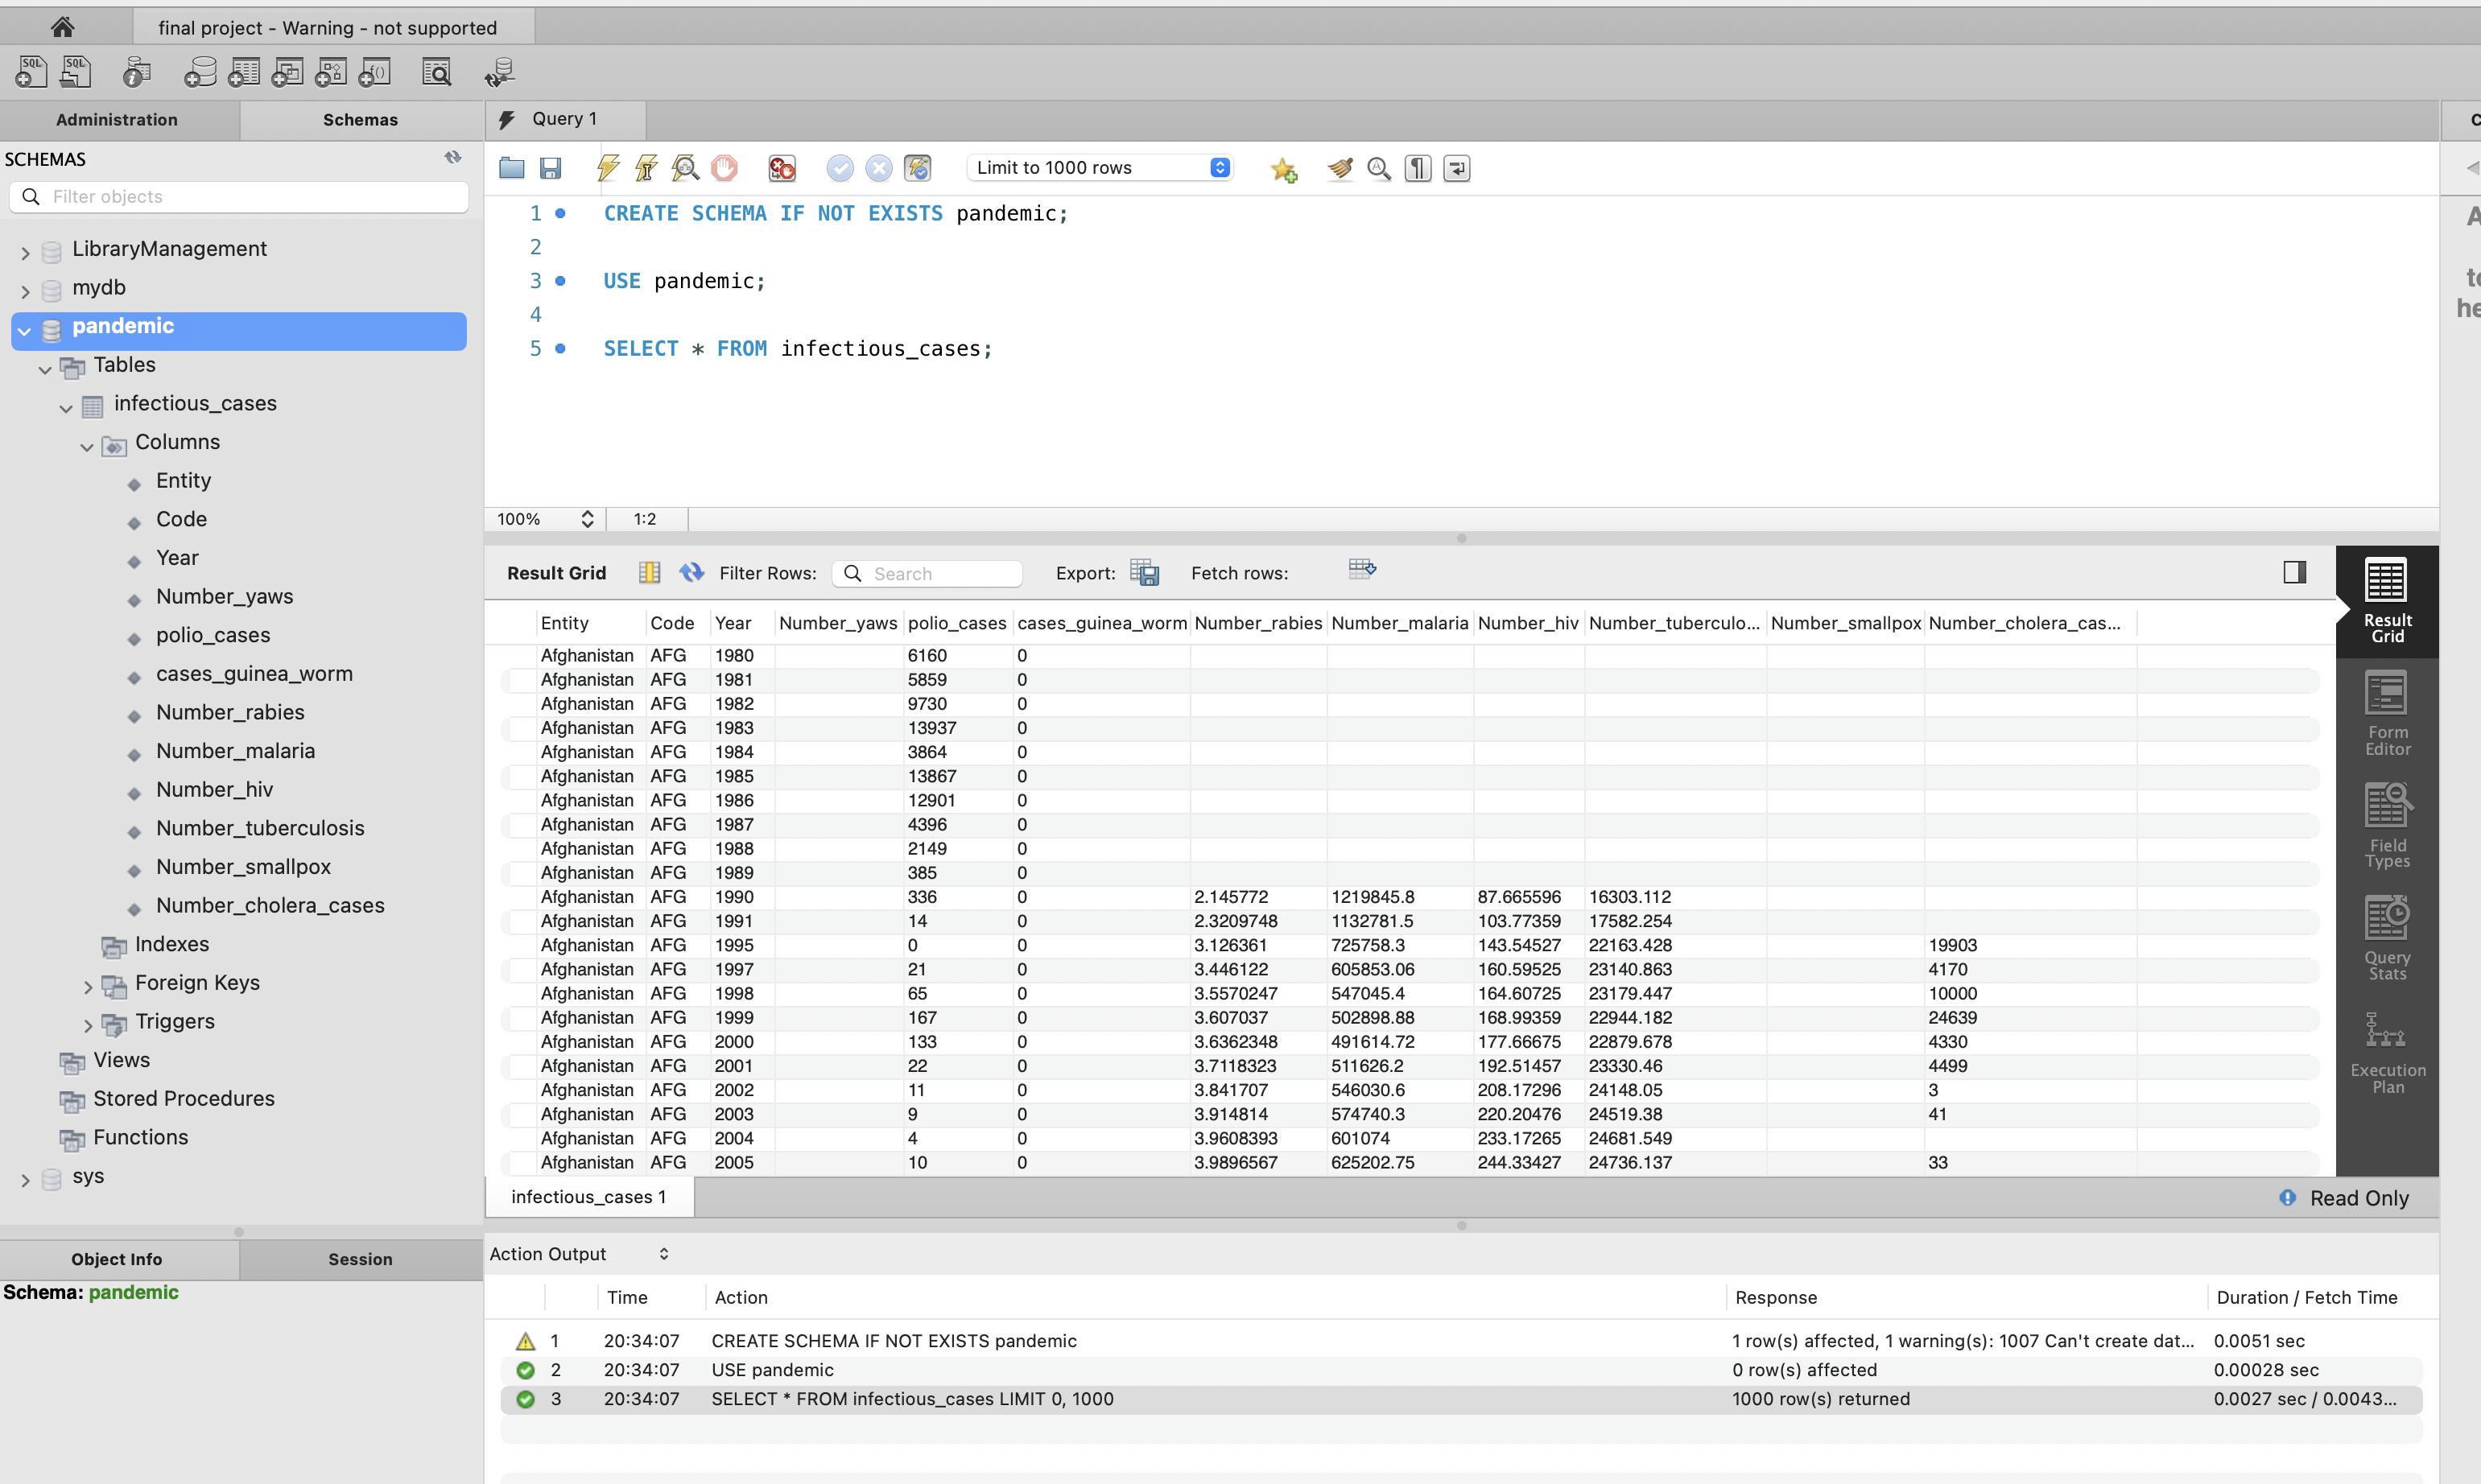 final project - Warning - not supported
Administration
Schemas
Query 1
SCHEMAS
Filter objects
LibraryManagement
mydb
pandemic
Tables
infectious_cases
Columns
Entity
Code
Year
Number_yaws
polio_cases
cases_guinea_worm
Number_rabies
Number_malaria
Number_hiv
Number_tuberculosis
Number_smallpox
Number_cholera_cases
Indexes
Foreign Keys
Triggers
Views
Stored Procedures
Functions
sys
Object Info
Session
Schema: pandemic
Limit to 1000 rows
1 CREATE SCHEMA IF NOT EXISTS pandemic;
2
3 USE pandemic;
4
5 SELECT * FROM infectious_cases;
100% 1:2
Result Grid Filter Rows: Search Export: Fetch rows:
Entity Code Year Number_yaws polio_cases cases_guinea_worm Number_rabies Number_malaria Number_hiv Number_tuberculo... Number_smallpox Number_cholera_cas...
Afghanistan AFG 1980 6160 0
Afghanistan AFG 1981 5859 0
Afghanistan AFG 1982 9730 0
Afghanistan AFG 1983 13937 0
Afghanistan AFG 1984 3864 0
Afghanistan AFG 1985 13867 0
Afghanistan AFG 1986 12901 0
Afghanistan AFG 1987 4396 0
Afghanistan AFG 1988 2149 0
Afghanistan AFG 1989 385 0
Afghanistan AFG 1990 336 0 2.145772 1219845.8 87.665596 16303.112
Afghanistan AFG 1991 14 0 2.3209748 1132781.5 103.77359 17582.254
Afghanistan AFG 1995 0 0 3.126361 725758.3 143.54527 22163.428 19903
Afghanistan AFG 1997 21 0 3.446122 605853.06 160.59525 23140.863 4170
Afghanistan AFG 1998 65 0 3.5570247 547045.4 164.60725 23179.447 10000
Afghanistan AFG 1999 167 0 3.607037 502898.88 168.99359 22944.182 24639
Afghanistan AFG 2000 133 0 3.6362348 491614.72 177.66675 22879.678 4330
Afghanistan AFG 2001 22 0 3.7118323 511626.2 192.51457 23330.46 4499
Afghanistan AFG 2002 11 0 3.841707 546030.6 208.17296 24148.05 3
Afghanistan AFG 2003 9 0 3.914814 574740.3 220.20476 24519.38 41
Afghanistan AFG 2004 4 0 3.9608393 601074 233.17265 24681.549
Afghanistan AFG 2005 10 0 3.9896567 625202.75 244.33427 24736.137 33
Result
Grid
Form
Editor
Field
Types
Query
Stats
Execution
Plan
infectious_cases 1
Read Only
Action Output
Time Action Response Duration / Fetch Time
1 20:34:07 CREATE SCHEMA IF NOT EXISTS pandemic 1 row(s) affected, 1 warning(s): 1007 Can't create dat... 0.0051 sec
2 20:34:07 USE pandemic 0 row(s) affected 0.00028 sec
3 20:34:07 SELECT * FROM infectious_cases LIMIT 0, 1000 1000 row(s) returned 0.0027 sec / 0.0043...